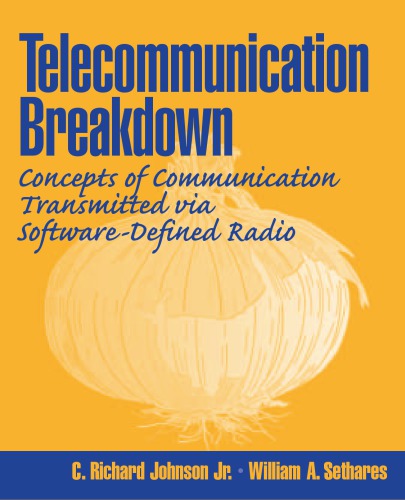 Telecommunication
Breakdown
Concepts of Communication
Transmitted via
Software-Defined Radio
C. Richard Johnson Jr. • William A. Sethares